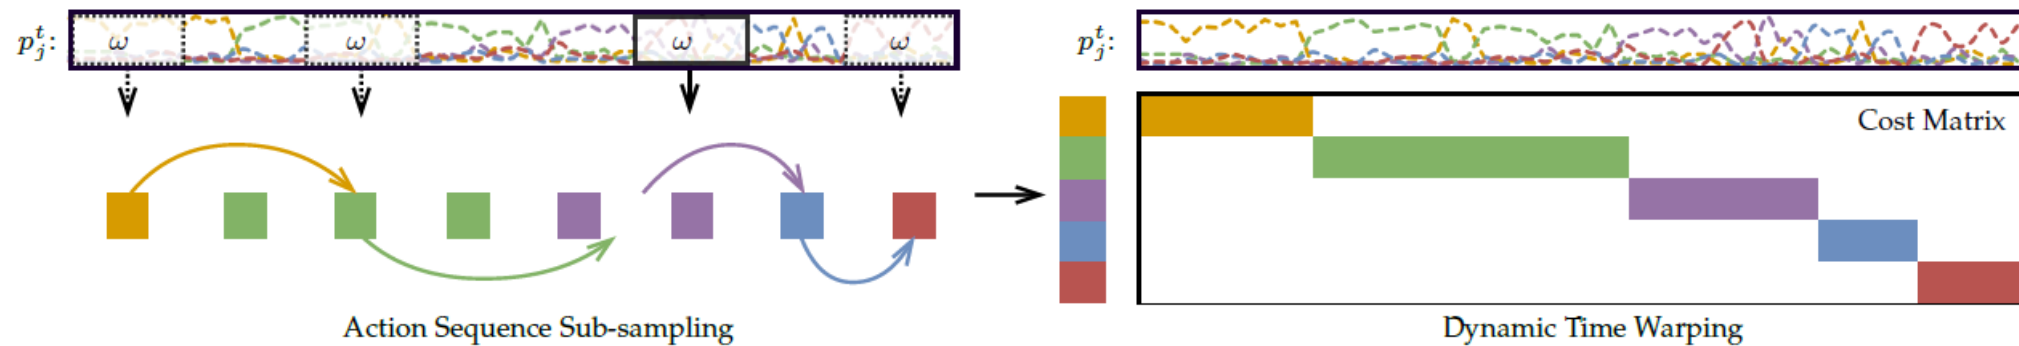 p_j^t:
ω ω ω ω
Action Sequence Sub-sampling
p_j^t:
Cost Matrix
Dynamic Time Warping